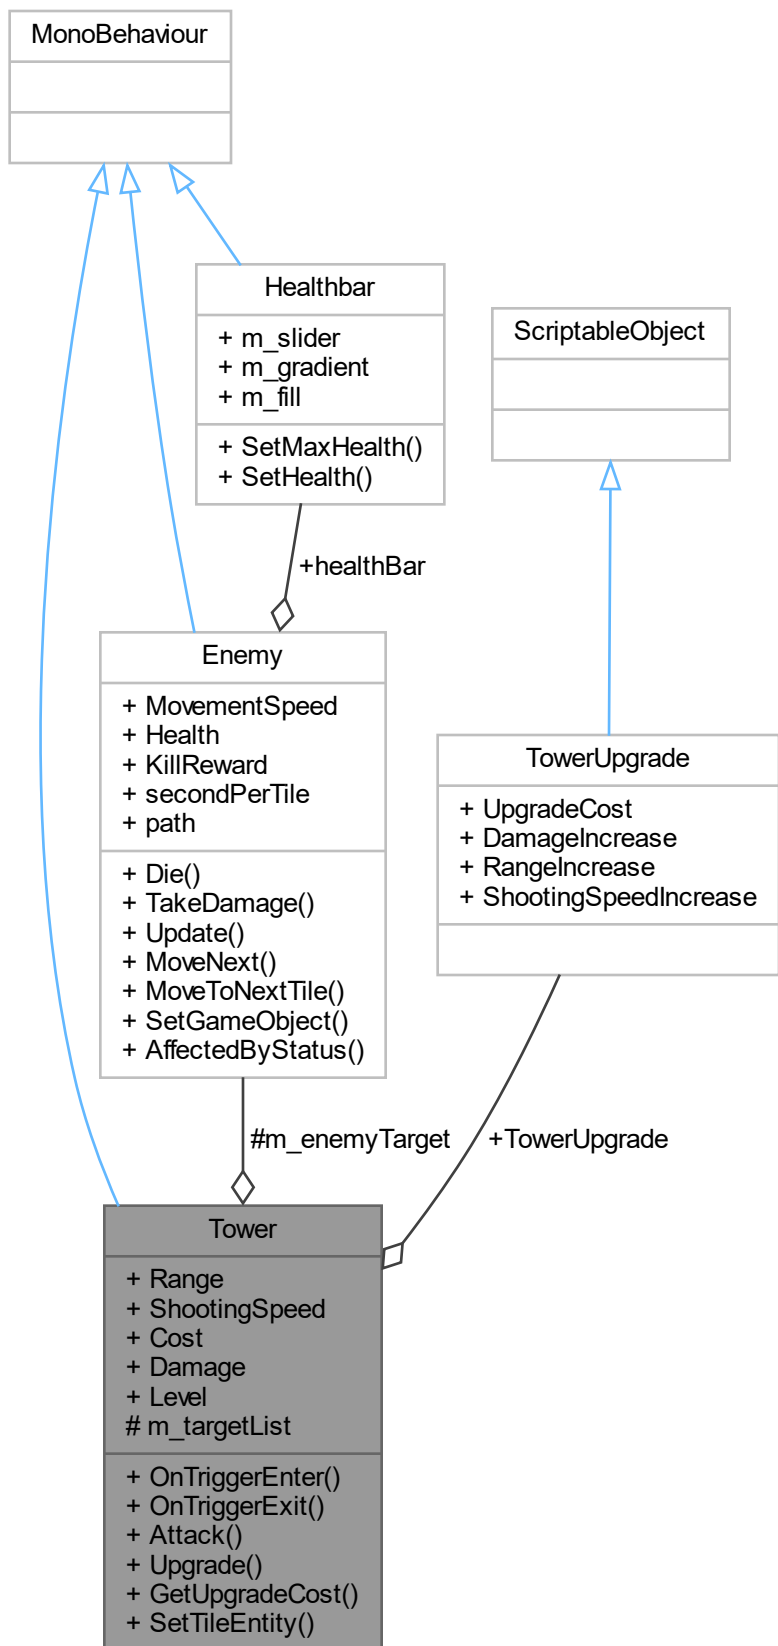 MonoBehaviour
Healthbar
+ m_slider
+ m_gradient
+ m_fill
+ SetMaxHealth()
+ SetHealth()
ScriptableObject
+healthBar
Enemy
+ MovementSpeed
+ Health
+ KillReward
+ secondPerTile
+ path
+ Die()
+ TakeDamage()
+ Update()
+ MoveNext()
+ MoveToNextTile()
+ SetGameObject()
+ AffectedByStatus()
TowerUpgrade
+ UpgradeCost
+ DamageIncrease
+ RangeIncrease
+ ShootingSpeedIncrease
#m_enemyTarget
+TowerUpgrade
Tower
+ Range
+ ShootingSpeed
+ Cost
+ Damage
+ Level
# m_targetList
+ OnTriggerEnter()
+ OnTriggerExit()
+ Attack()
+ Upgrade()
+ GetUpgradeCost()
+ SetTileEntity()